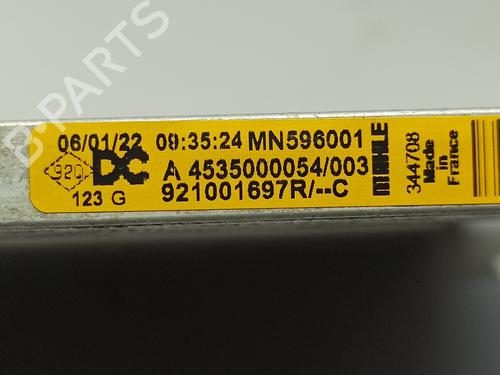 06/01/22 09:35:24 MN596001
DC A 4535000054/003
123 G 921001697R/--C
MAHLE
344708
Made
in
France
B-PARTS